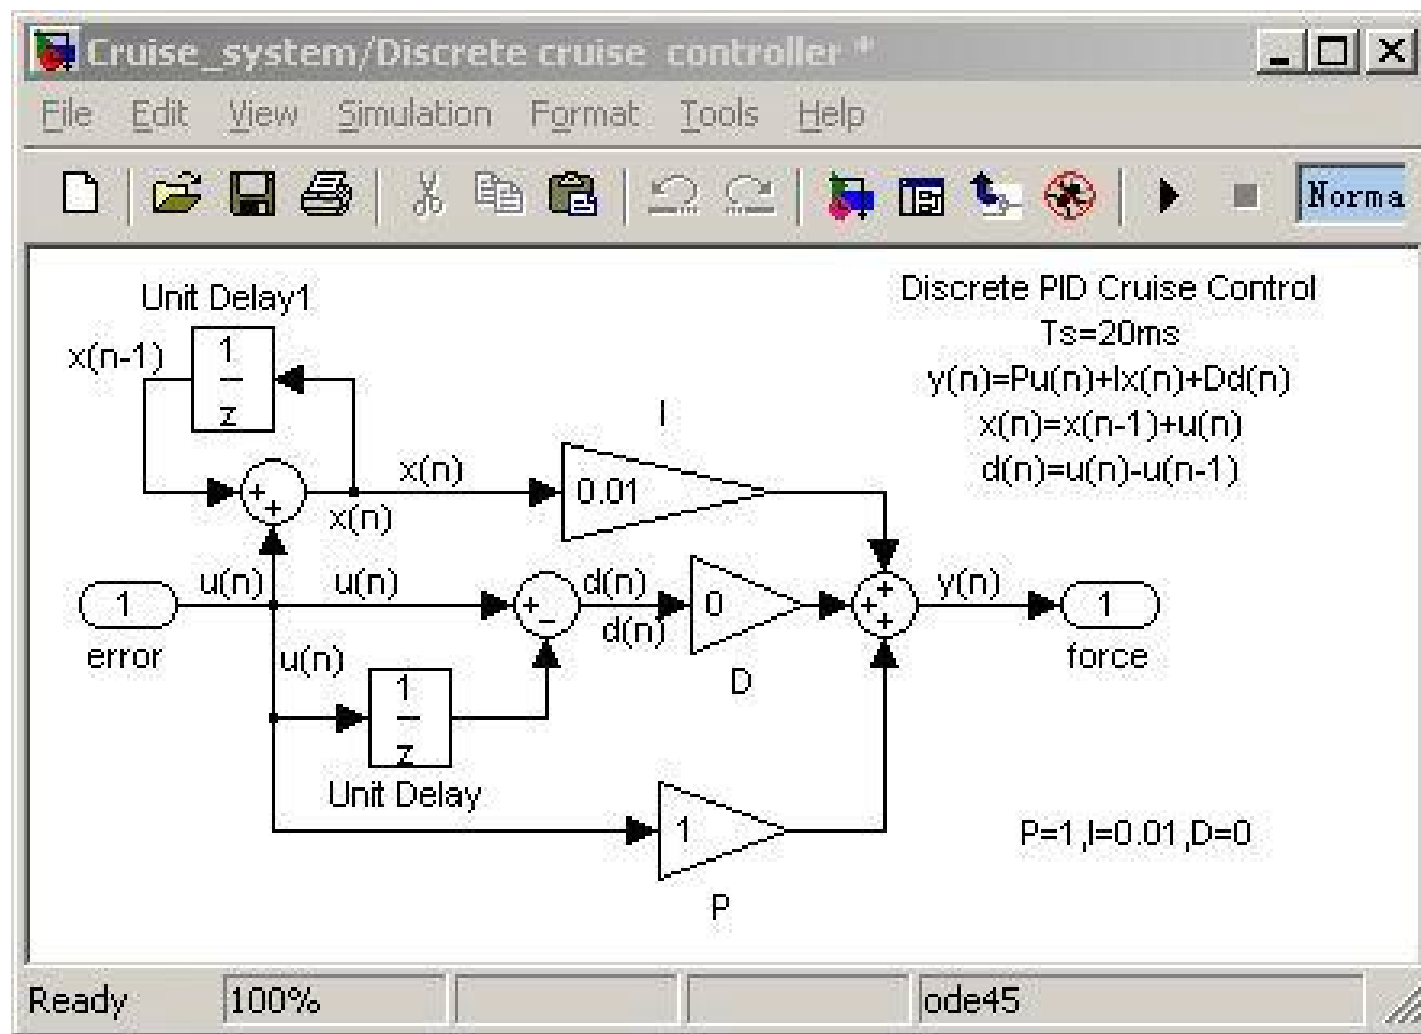 Cruise_system/Discrete cruise controller *
File Edit View Simulation Format Tools Help
Norma
Unit Delay1
x(n-1)
1
z
Discrete PID Cruise Control
Ts=20ms
y(n)=Pu(n)+Ix(n)+Dd(n)
x(n)=x(n-1)+u(n)
d(n)=u(n)-u(n-1)
I
x(n)
0.01
+
+
x(n)
u(n)
u(n)
d(n)
y(n)
1
+
−
0
+
+
+
1
error
d(n)
force
u(n)
D
1
z
Unit Delay
1
P=1,I=0.01,D=0
P
Ready 100% ode45